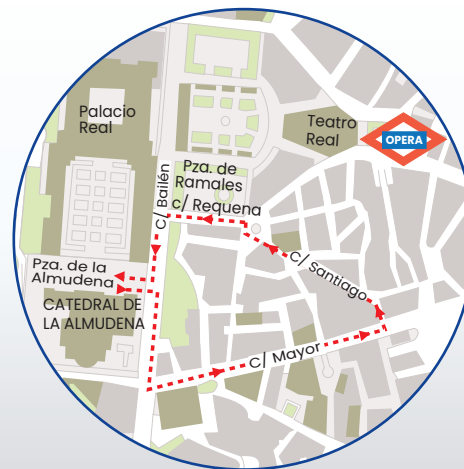 Palacio
Real
Teatro
Real
OPERA
Pza. de
Ramales
c/ Requena
C/ Bailén
C/ Santiago
Pza. de la
Almudena
CATEDRAL DE
LA ALMUDENA
C/ Mayor